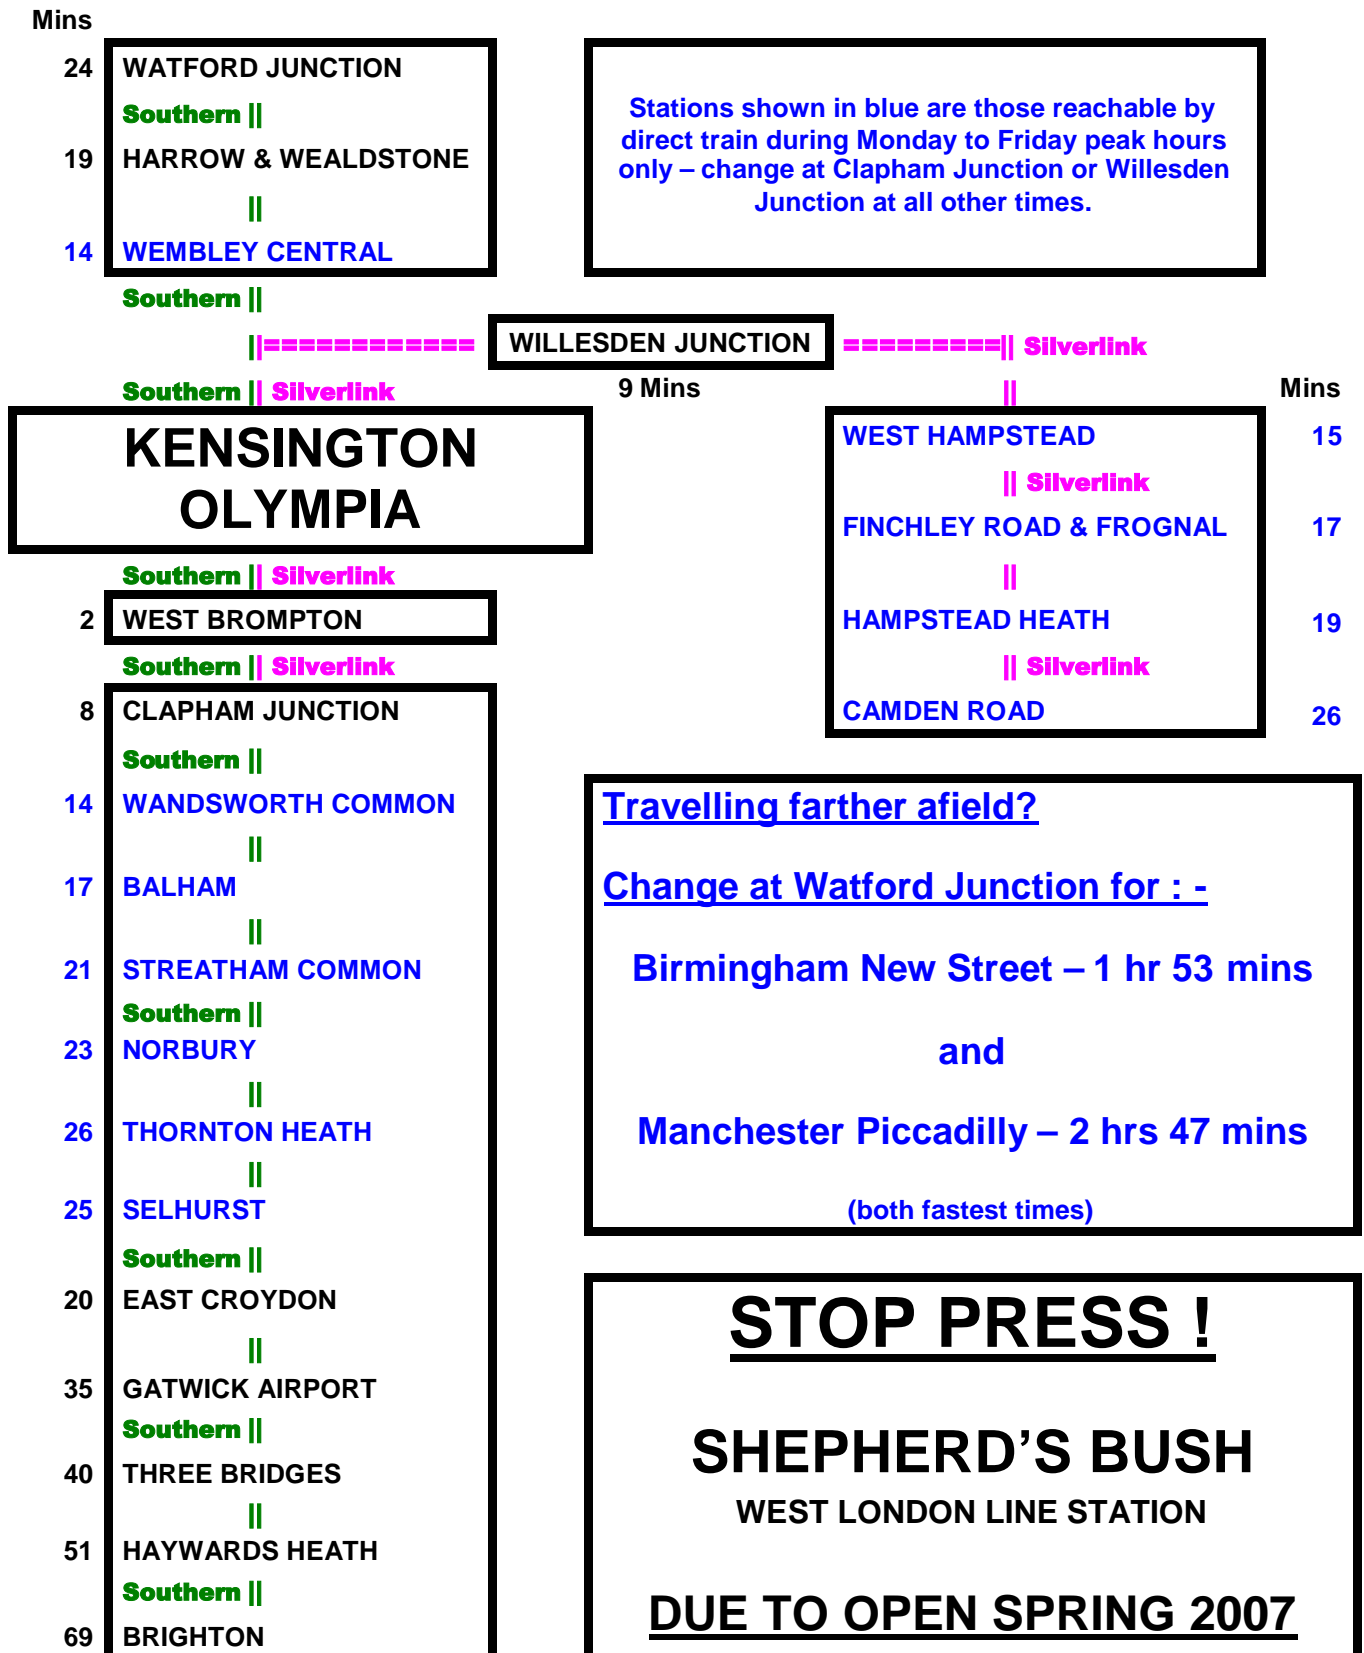 Mins
24 WATFORD JUNCTION
Southern ||
19 HARROW & WEALDSTONE
||
14 WEMBLEY CENTRAL
Stations shown in blue are those reachable by
direct train during Monday to Friday peak hours
only – change at Clapham Junction or Willesden
Junction at all other times.
Southern ||
||============ WILLESDEN JUNCTION =========|| Silverlink
Southern || Silverlink 9 Mins || Mins
KENSINGTON
OLYMPIA
WEST HAMPSTEAD 15
|| Silverlink
FINCHLEY ROAD & FROGNAL 17
||
HAMPSTEAD HEATH 19
|| Silverlink
CAMDEN ROAD 26
Southern || Silverlink
2 WEST BROMPTON
Southern || Silverlink
8 CLAPHAM JUNCTION
Southern ||
14 WANDSWORTH COMMON
||
17 BALHAM
||
21 STREATHAM COMMON
Southern ||
23 NORBURY
||
26 THORNTON HEATH
||
25 SELHURST
Southern ||
20 EAST CROYDON
||
35 GATWICK AIRPORT
Southern ||
40 THREE BRIDGES
||
51 HAYWARDS HEATH
Southern ||
69 BRIGHTON
Travelling farther afield?
Change at Watford Junction for : -
Birmingham New Street – 1 hr 53 mins
and
Manchester Piccadilly – 2 hrs 47 mins
(both fastest times)
STOP PRESS !
SHEPHERD’S BUSH
WEST LONDON LINE STATION
DUE TO OPEN SPRING 2007